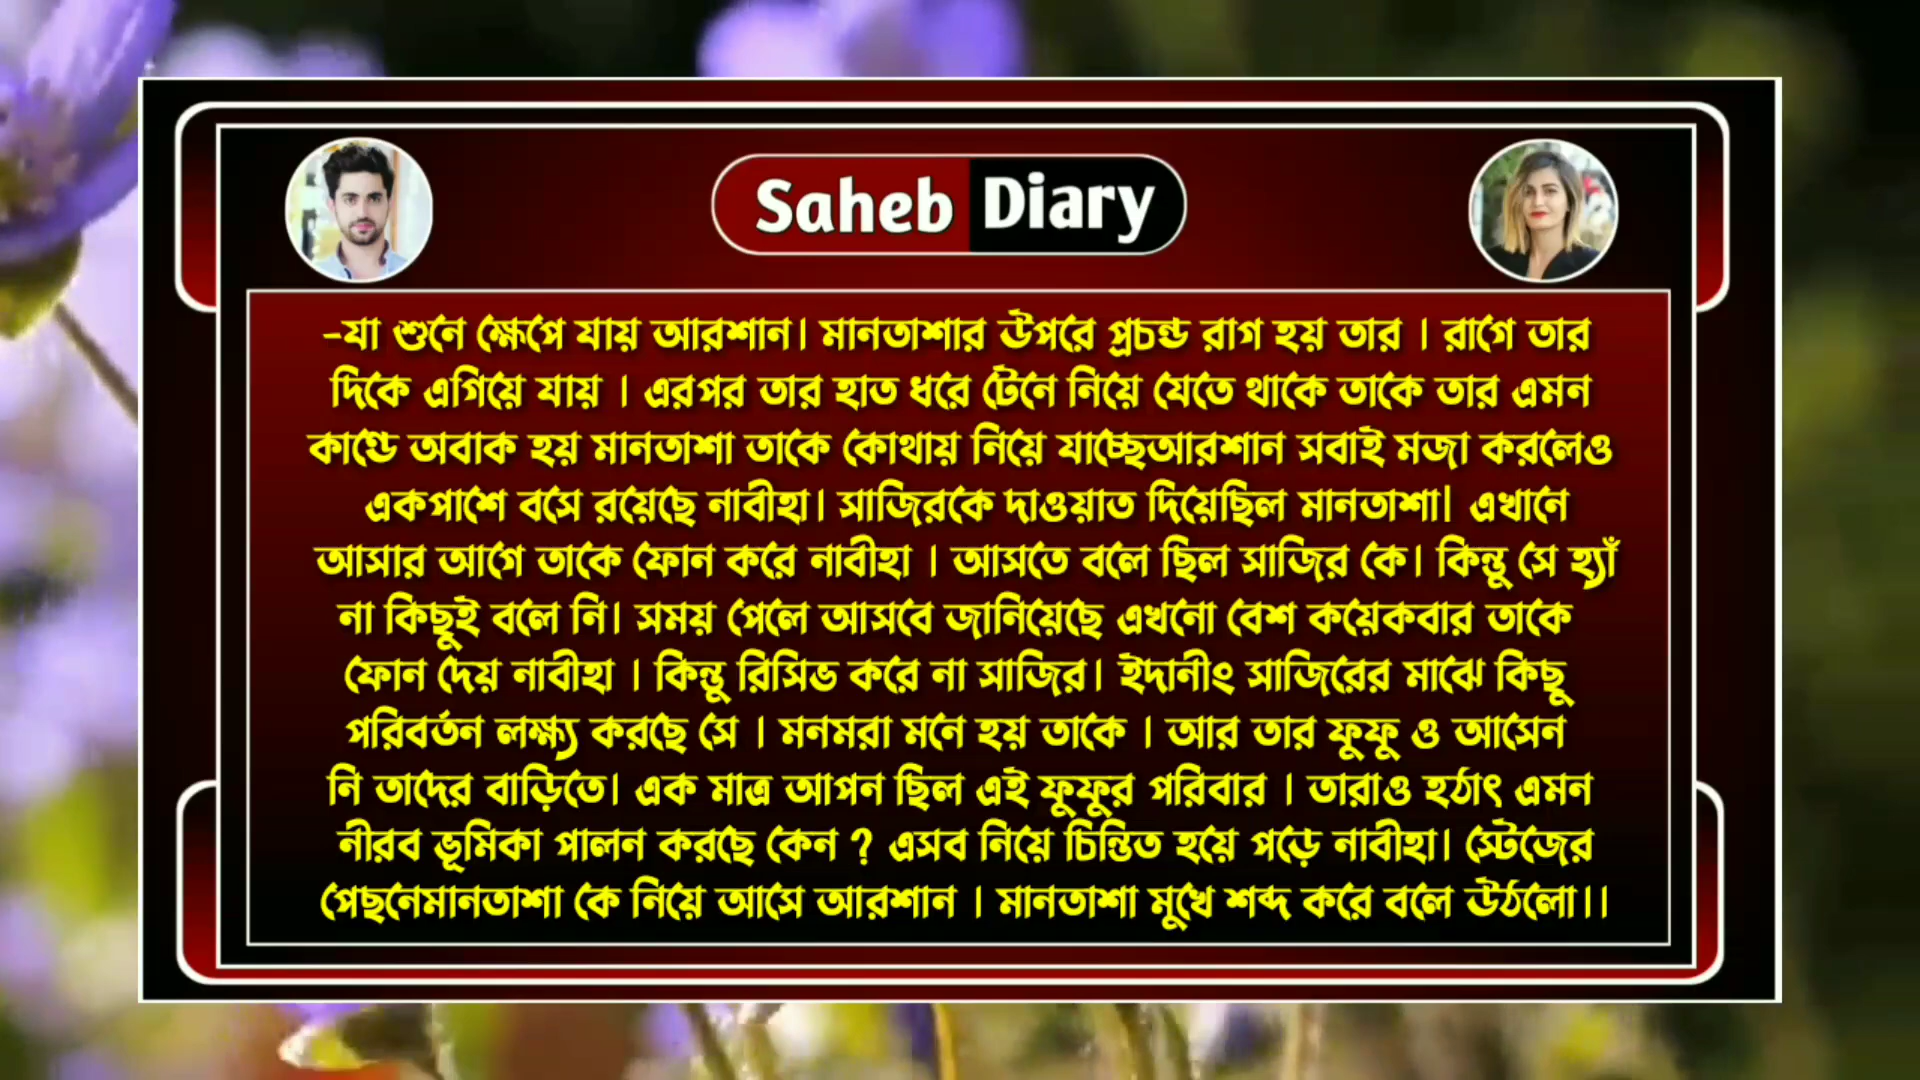 Saheb Diary
-যা শুনে ক্ষেপে যায় আরশান। মানতাশার উপরে প্রচন্ড রাগ হয় তার । রাগে তার
দিকে এগিয়ে যায় । এরপর তার হাত ধরে টেনে নিয়ে যেতে থাকে তাকে তার এমন
কাণ্ডে অবাক হয় মানতাশা তাকে কোথায় নিয়ে যাচ্ছেআরশান সবাই মজা করলেও
একপাশে বসে রয়েছে নাবীহা। সাজিরকে দাওয়াত দিয়েছিল মানতাশা| এখানে
আসার আগে তাকে ফোন করে নাবীহা । আসতে বলে ছিল সাজির কে। কিন্তু সে হ্যাঁ
না কিছুই বলে নি। সময় পেলে আসবে জানিয়েছে এখনো বেশ কয়েকবার তাকে
ফোন দেয় নাবীহা । কিন্তু রিসিভ করে না সাজির। ইদানীং সাজিরের মাঝে কিছু
পরিবর্তন লক্ষ্য করছে সে । মনমরা মনে হয় তাকে । আর তার ফুফু ও আসেন
নি তাদের বাড়িতে। এক মাত্র আপন ছিল এই ফুফুর পরিবার । তারাও হঠাৎ এমন
নীরব ভূমিকা পালন করছে কেন ? এসব নিয়ে চিন্তিত হয়ে পড়ে নাবীহা। স্টেজের
পেছনেমানতাশা কে নিয়ে আসে আরশান । মানতাশা মুখে শব্দ করে বলে উঠলো।।